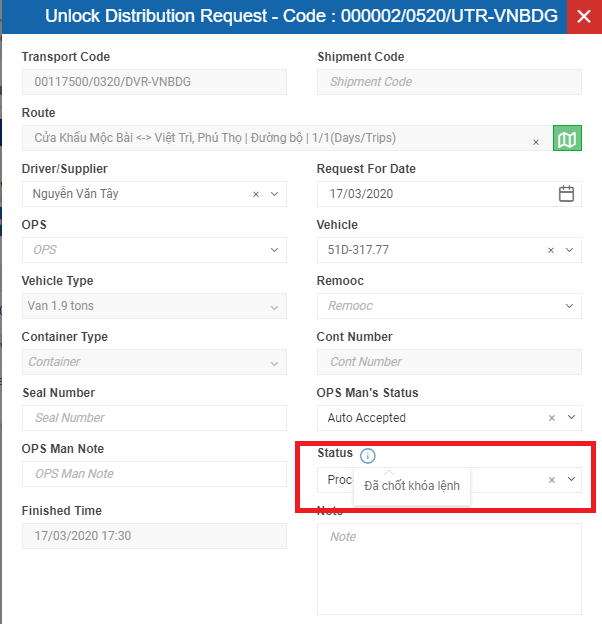 Unlock Distribution Request - Code : 000002/0520/UTR-VNBDG
Transport Code
Shipment Code
00117500/0320/DVR-VNBDG
Shipment Code
Route
Cửa Khẩu Mộc Bài <-> Việt Trì, Phú Thọ | Đường bộ | 1/1(Days/Trips)
Driver/Supplier
Request For Date
Nguyễn Văn Tây
17/03/2020
OPS
Vehicle
OPS
51D-317.77
Vehicle Type
Remooc
Van 1.9 tons
Remooc
Container Type
Cont Number
Container
Cont Number
Seal Number
OPS Man's Status
Seal Number
Auto Accepted
OPS Man Note
Status
OPS Man Note
Proc
Đã chốt khóa lệnh
Finished Time
Note
17/03/2020 17:30
Note